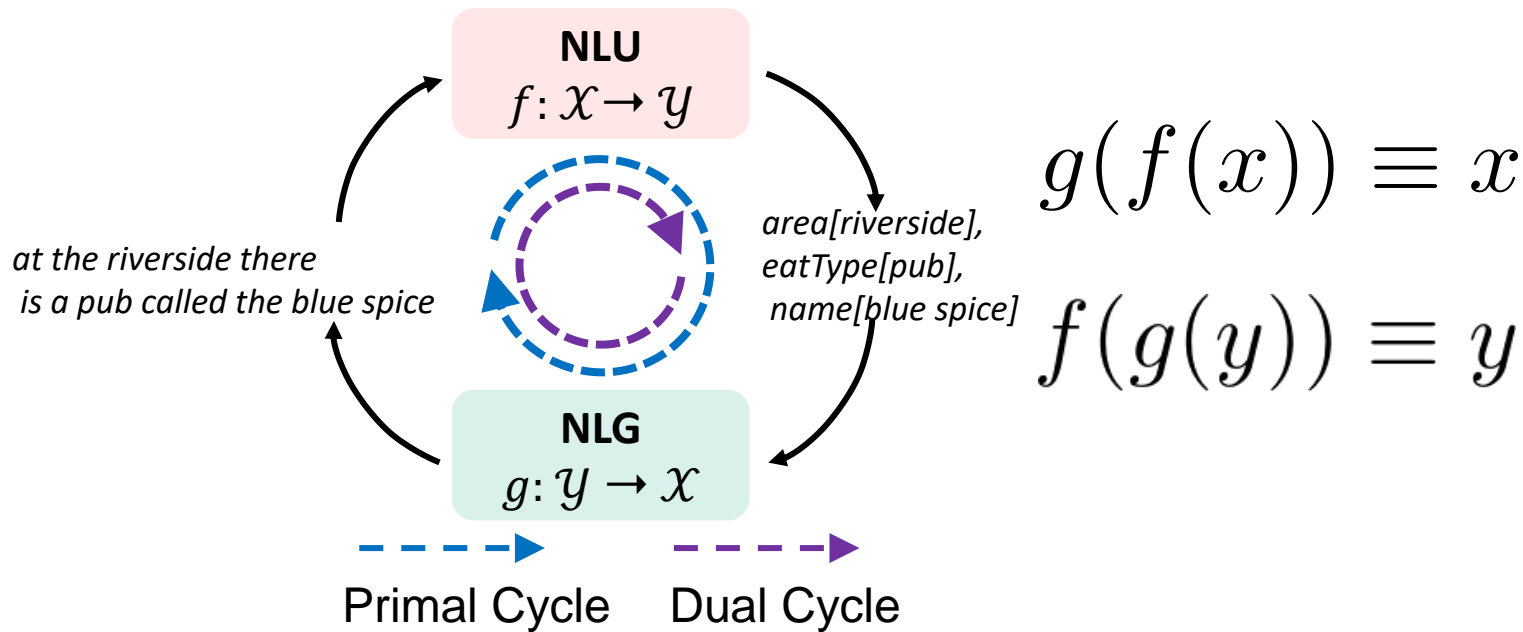 NLU
f: 𝒳 → 𝒴
at the riverside there
is a pub called the blue spice
area[riverside],
eatType[pub],
name[blue spice]
g(f(x)) ≡ x
f(g(y)) ≡ y
NLG
g: 𝒴 → 𝒳
Primal Cycle
Dual Cycle